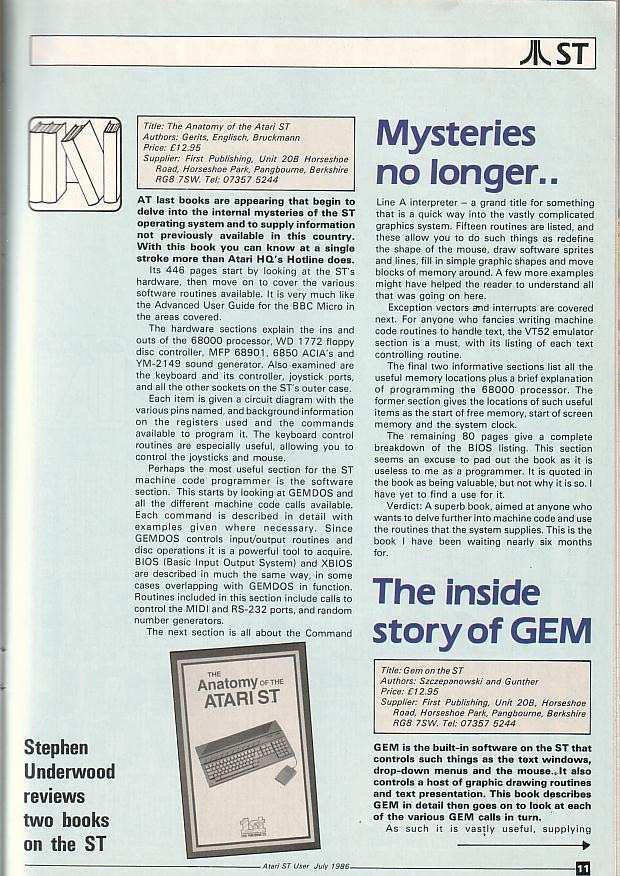 ST
Title: The Anatomy of the Atari ST
Authors: Gerits, Englisch, Bruckmann
Price: £12.95
Supplier: First Publishing, Unit 20B Horseshoe
Road, Horseshoe Park, Pangbourne, Berkshire
RG8 7SW. Tel: 07357 5244
AT last books are appearing that begin to
delve into the internal mysteries of the ST
operating system and to supply information
not previously available in this country.
With this book you can know at a single
stroke more than Atari HQ's Hotline does.
Its 446 pages start by looking at the ST's
hardware, then move on to cover the various
software routines available. It is very much like
the Advanced User Guide for the BBC Micro in
the areas covered.
The hardware sections explain the ins and
outs of the 68000 processor, WD 1772 floppy
disc controller, MFP 68901, 6850 ACIA's and
YM-2149 sound generator. Also examined are
the keyboard and its controller, joystick ports,
and all the other sockets on the ST's outer case.
Each item is given a circuit diagram with the
various pins named, and background information
on the registers used and the commands
available to program it. The keyboard control
routines are especially useful, allowing you to
control the joysticks and mouse.
Perhaps the most useful section for the ST
machine code programmer is the software
section. This starts by looking at GEMDOS and
all the different machine code calls available.
Each command is described in detail with
examples given where necessary. Since
GEMDOS controls input/output routines and
disc operations it is a powerful tool to acquire.
BIOS (Basic Input Output System) and XBIOS
are described in much the same way, in some
cases overlapping with GEMDOS in function.
Routines included in this section include calls to
control the MIDI and RS-232 ports, and random
number generators.
The next section is all about the Command
THE
Anatomy OF THE
ATARI ST
1st
Stephen
Underwood
reviews
two books
on the ST
Mysteries
no longer..
Line A interpreter – a grand title for something
that is a quick way into the vastly complicated
graphics system. Fifteen routines are listed, and
these allow you to do such things as redefine
the shape of the mouse, draw software sprites
and lines, fill in simple graphic shapes and move
blocks of memory around. A few more examples
might have helped the reader to understand all
that was going on here.
Exception vectors and interrupts are covered
next. For anyone who fancies writing machine
code routines to handle text, the VT52 emulator
section is a must, with its listing of each text
controlling routine.
The final two informative sections list all the
useful memory locations plus a brief explanation
of programming the 68000 processor. The
former section gives the locations of such useful
items as the start of free memory, start of screen
memory and the system clock.
The remaining 80 pages give a complete
breakdown of the BIOS listing. This section
seems an excuse to pad out the book as it is
useless to me as a programmer. It is quoted in
the book as being valuable, but not why it is so. I
have yet to find a use for it.
Verdict: A superb book, aimed at anyone who
wants to delve further into machine code and use
the routines that the system supplies. This is the
book I have been waiting nearly six months
for.
The inside
story of GEM
Title: Gem on the ST
Authors: Szczepanowski and Gunther
Price: £12.95
Supplier: First Publishing, Unit 20B, Horseshoe
Road, Horseshoe Park, Pangbourne, Berkshire
RG8 7SW. Tel: 07357 5244
GEM is the built-in software on the ST that
controls such things as the text windows,
drop-down menus and the mouse. It also
controls a host of graphic drawing routines
and text presentation. This book describes
GEM in detail then goes on to look at each
of the various GEM calls in turn.
As such it is vastly useful, supplying
Atari ST User July 1986
11